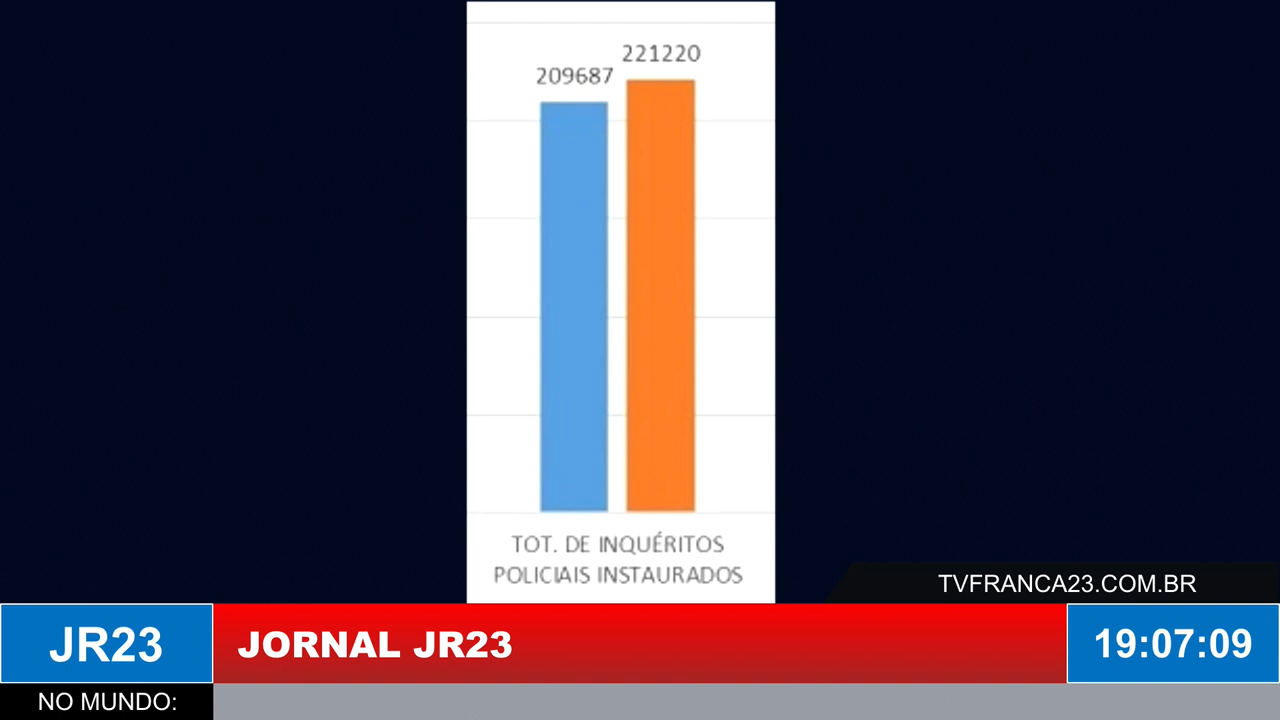 221220
209687
TOT. DE INQUÉRITOS
POLICIAIS INSTAURADOS
TVFRANCA23.COM.BR
JR23
JORNAL JR23
19:07:09
NO MUNDO: